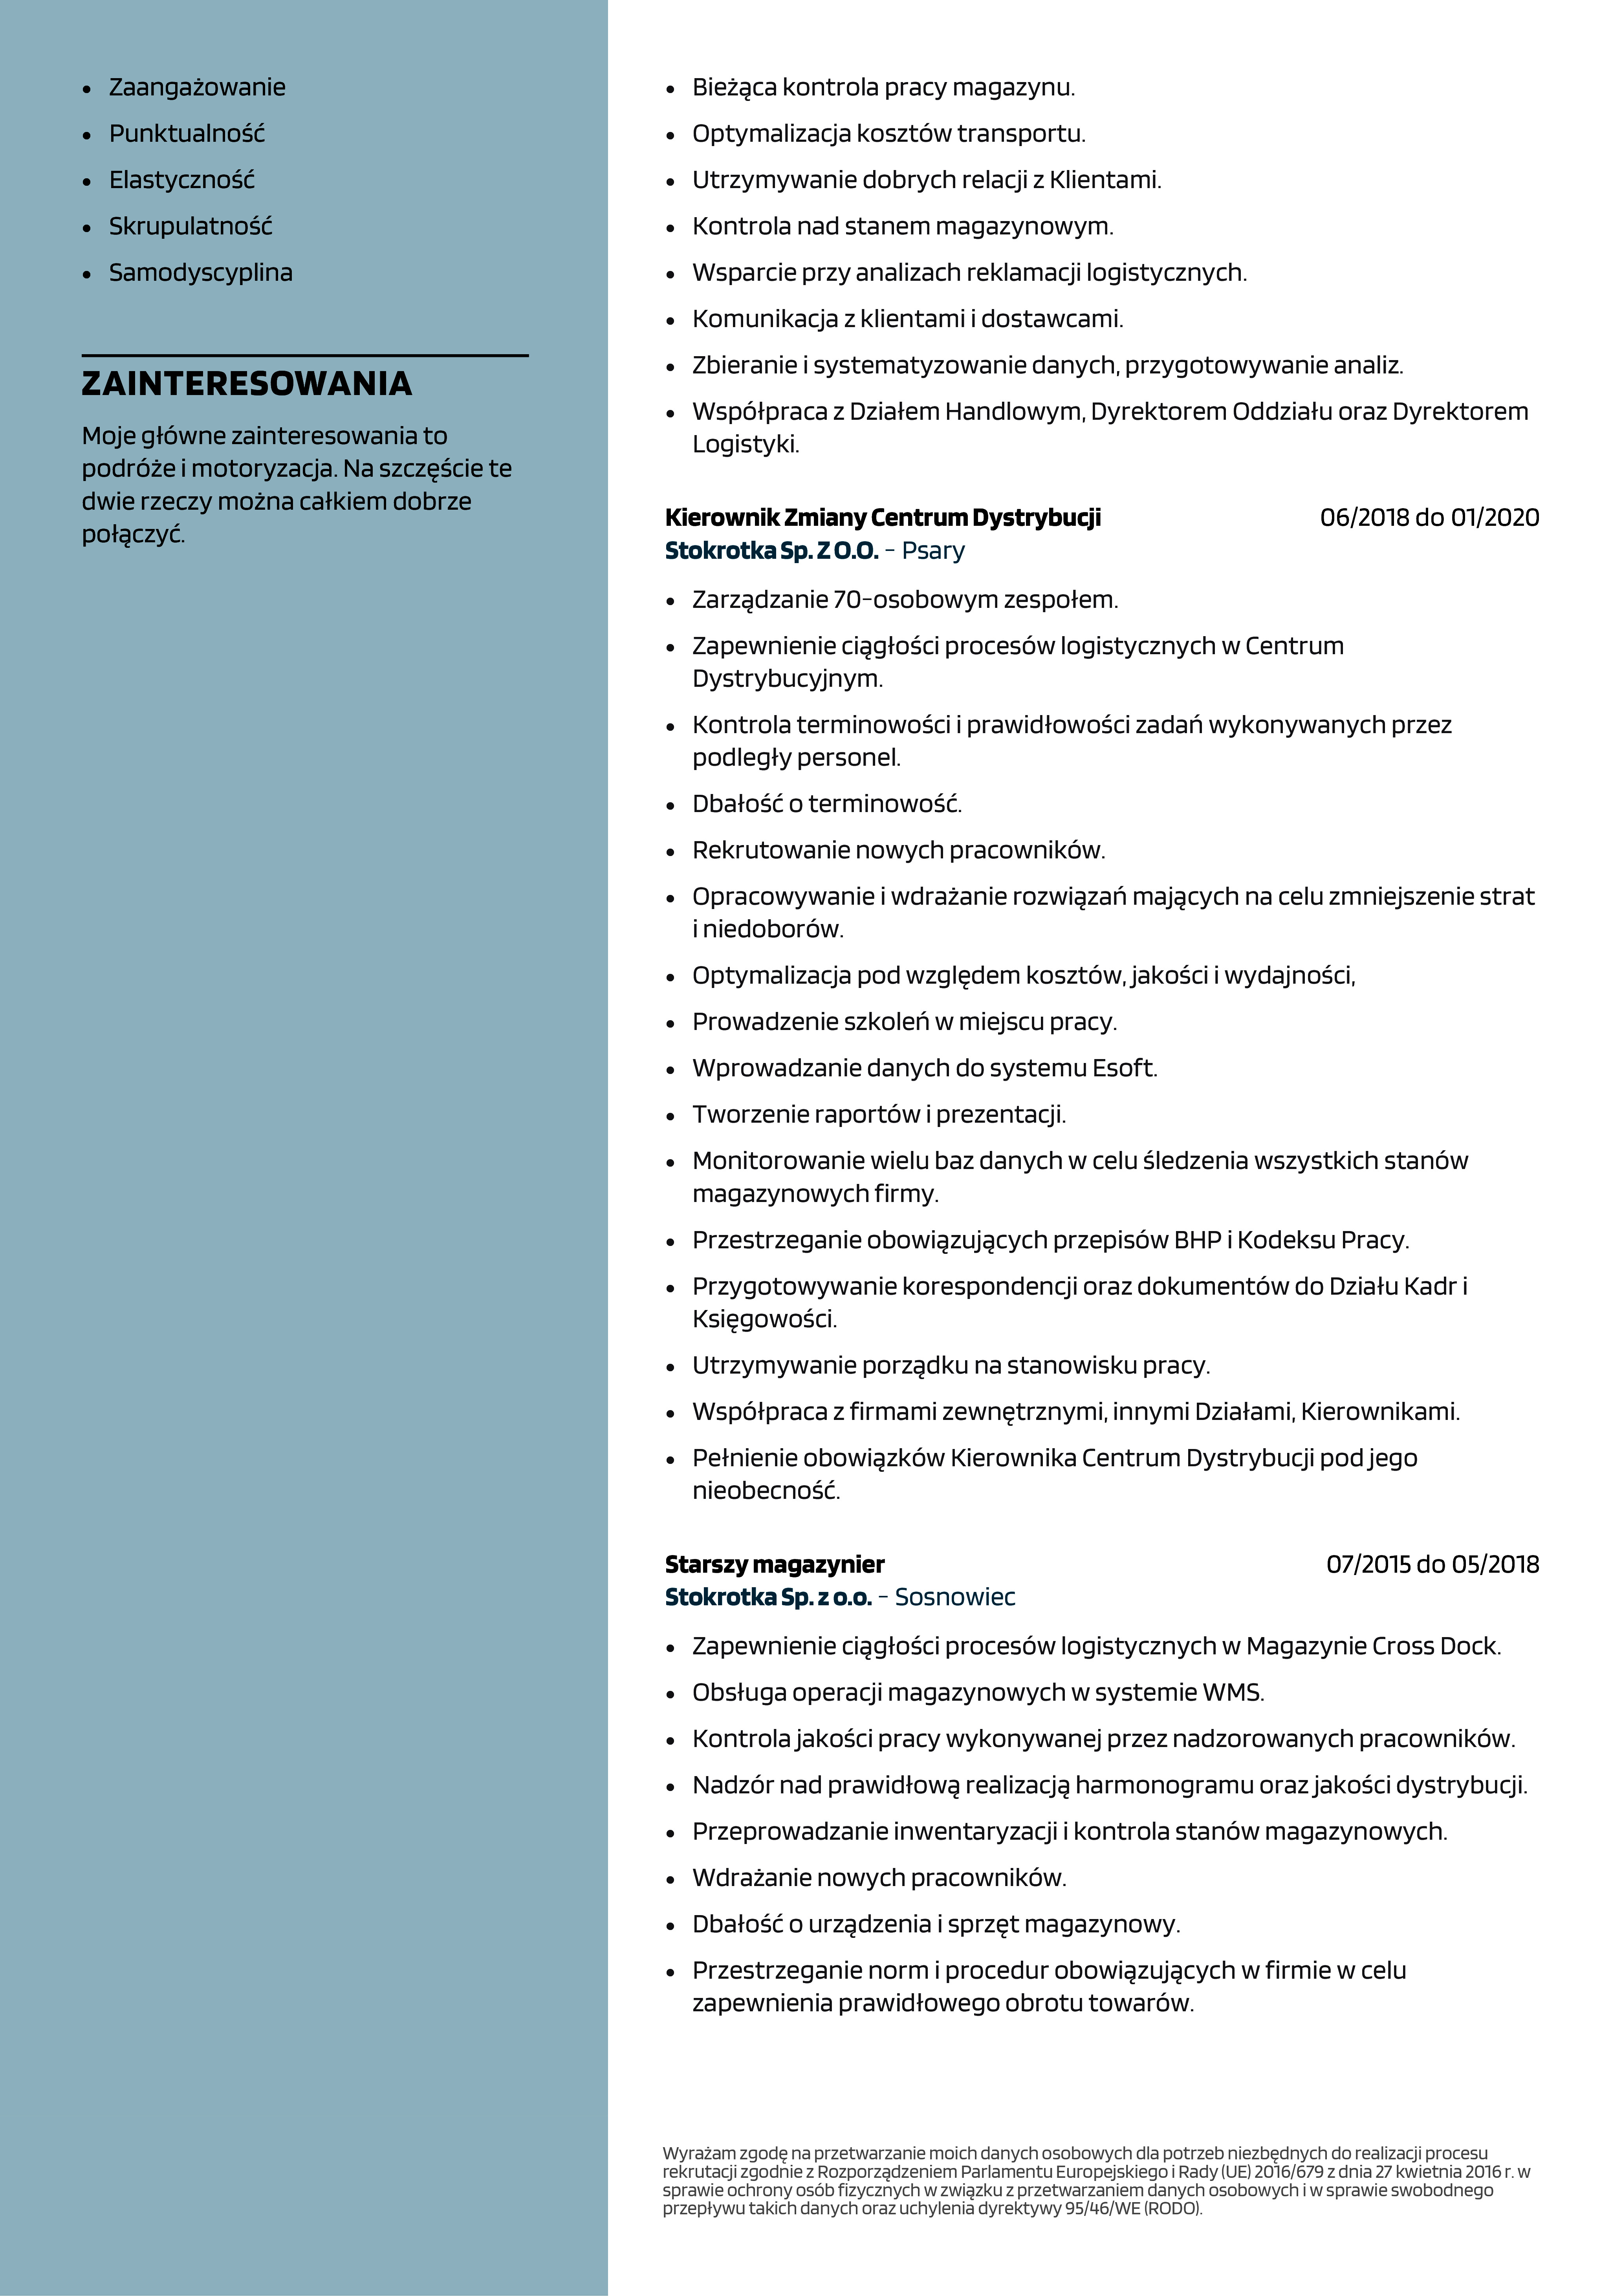 • Zaangażowanie
• Punktualność
• Elastyczność
• Skrupulatność
• Samodyscyplina
ZAINTERESOWANIA
Moje główne zainteresowania to
podróże i motoryzacja. Na szczęście te
dwie rzeczy można całkiem dobrze
połączyć.
• Bieżąca kontrola pracy magazynu.
• Optymalizacja kosztów transportu.
• Utrzymywanie dobrych relacji z Klientami.
• Kontrola nad stanem magazynowym.
• Wsparcie przy analizach reklamacji logistycznych.
• Komunikacja z klientami i dostawcami.
• Zbieranie i systematyzowanie danych, przygotowywanie analiz.
• Współpraca z Działem Handlowym, Dyrektorem Oddziału oraz Dyrektorem
Logistyki.
Kierownik Zmiany Centrum Dystrybucji 06/2018 do 01/2020
Stokrotka Sp. Z O.O. - Psary
• Zarządzanie 70-osobowym zespołem.
• Zapewnienie ciągłości procesów logistycznych w Centrum
Dystrybucyjnym.
• Kontrola terminowości i prawidłowości zadań wykonywanych przez
podległy personel.
• Dbałość o terminowość.
• Rekrutowanie nowych pracowników.
• Opracowywanie i wdrażanie rozwiązań mających na celu zmniejszenie strat
i niedoborów.
• Optymalizacja pod względem kosztów, jakości i wydajności,
• Prowadzenie szkoleń w miejscu pracy.
• Wprowadzanie danych do systemu Esoft.
• Tworzenie raportów i prezentacji.
• Monitorowanie wielu baz danych w celu śledzenia wszystkich stanów
magazynowych firmy.
• Przestrzeganie obowiązujących przepisów BHP i Kodeksu Pracy.
• Przygotowywanie korespondencji oraz dokumentów do Działu Kadr i
Księgowości.
• Utrzymywanie porządku na stanowisku pracy.
• Współpraca z firmami zewnętrznymi, innymi Działami, Kierownikami.
• Pełnienie obowiązków Kierownika Centrum Dystrybucji pod jego
nieobecność.
Starszy magazynier 07/2015 do 05/2018
Stokrotka Sp. z o.o. - Sosnowiec
• Zapewnienie ciągłości procesów logistycznych w Magazynie Cross Dock.
• Obsługa operacji magazynowych w systemie WMS.
• Kontrola jakości pracy wykonywanej przez nadzorowanych pracowników.
• Nadzór nad prawidłową realizacją harmonogramu oraz jakości dystrybucji.
• Przeprowadzanie inwentaryzacji i kontrola stanów magazynowych.
• Wdrażanie nowych pracowników.
• Dbałość o urządzenia i sprzęt magazynowy.
• Przestrzeganie norm i procedur obowiązujących w firmie w celu
zapewnienia prawidłowego obrotu towarów.
Wyrażam zgodę na przetwarzanie moich danych osobowych dla potrzeb niezbędnych do realizacji procesu
rekrutacji zgodnie z Rozporządzeniem Parlamentu Europejskiego i Rady (UE) 2016/679 z dnia 27 kwietnia 2016 r. w
sprawie ochrony osób fizycznych w związku z przetwarzaniem danych osobowych i w sprawie swobodnego
przepływu takich danych oraz uchylenia dyrektywy 95/46/WE (RODO).